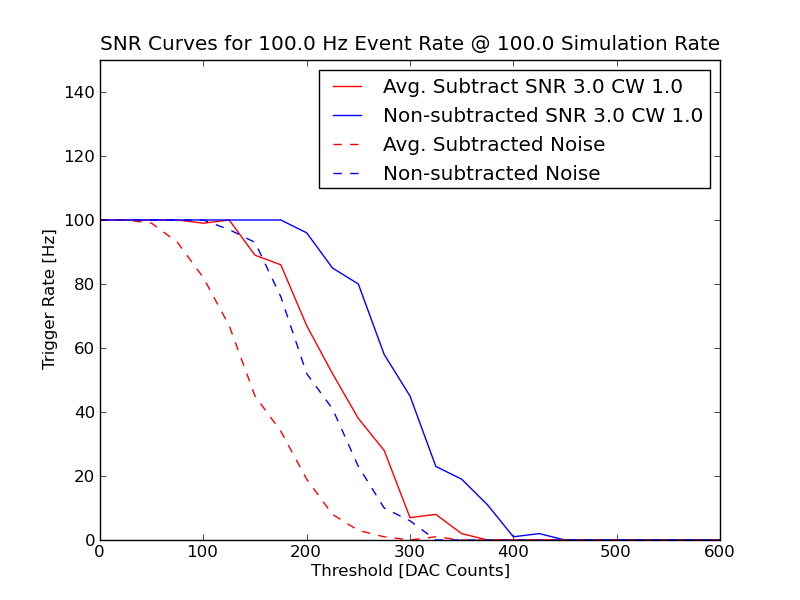 SNR Curves for 100.0 Hz Event Rate @ 100.0 Simulation Rate
Avg. Subtract SNR 3.0 CW 1.0
Non-subtracted SNR 3.0 CW 1.0
Avg. Subtracted Noise
Non-subtracted Noise
Trigger Rate [Hz]
140
120
100
80
60
40
20
0
0 100 200 300 400 500 600
Threshold [DAC Counts]